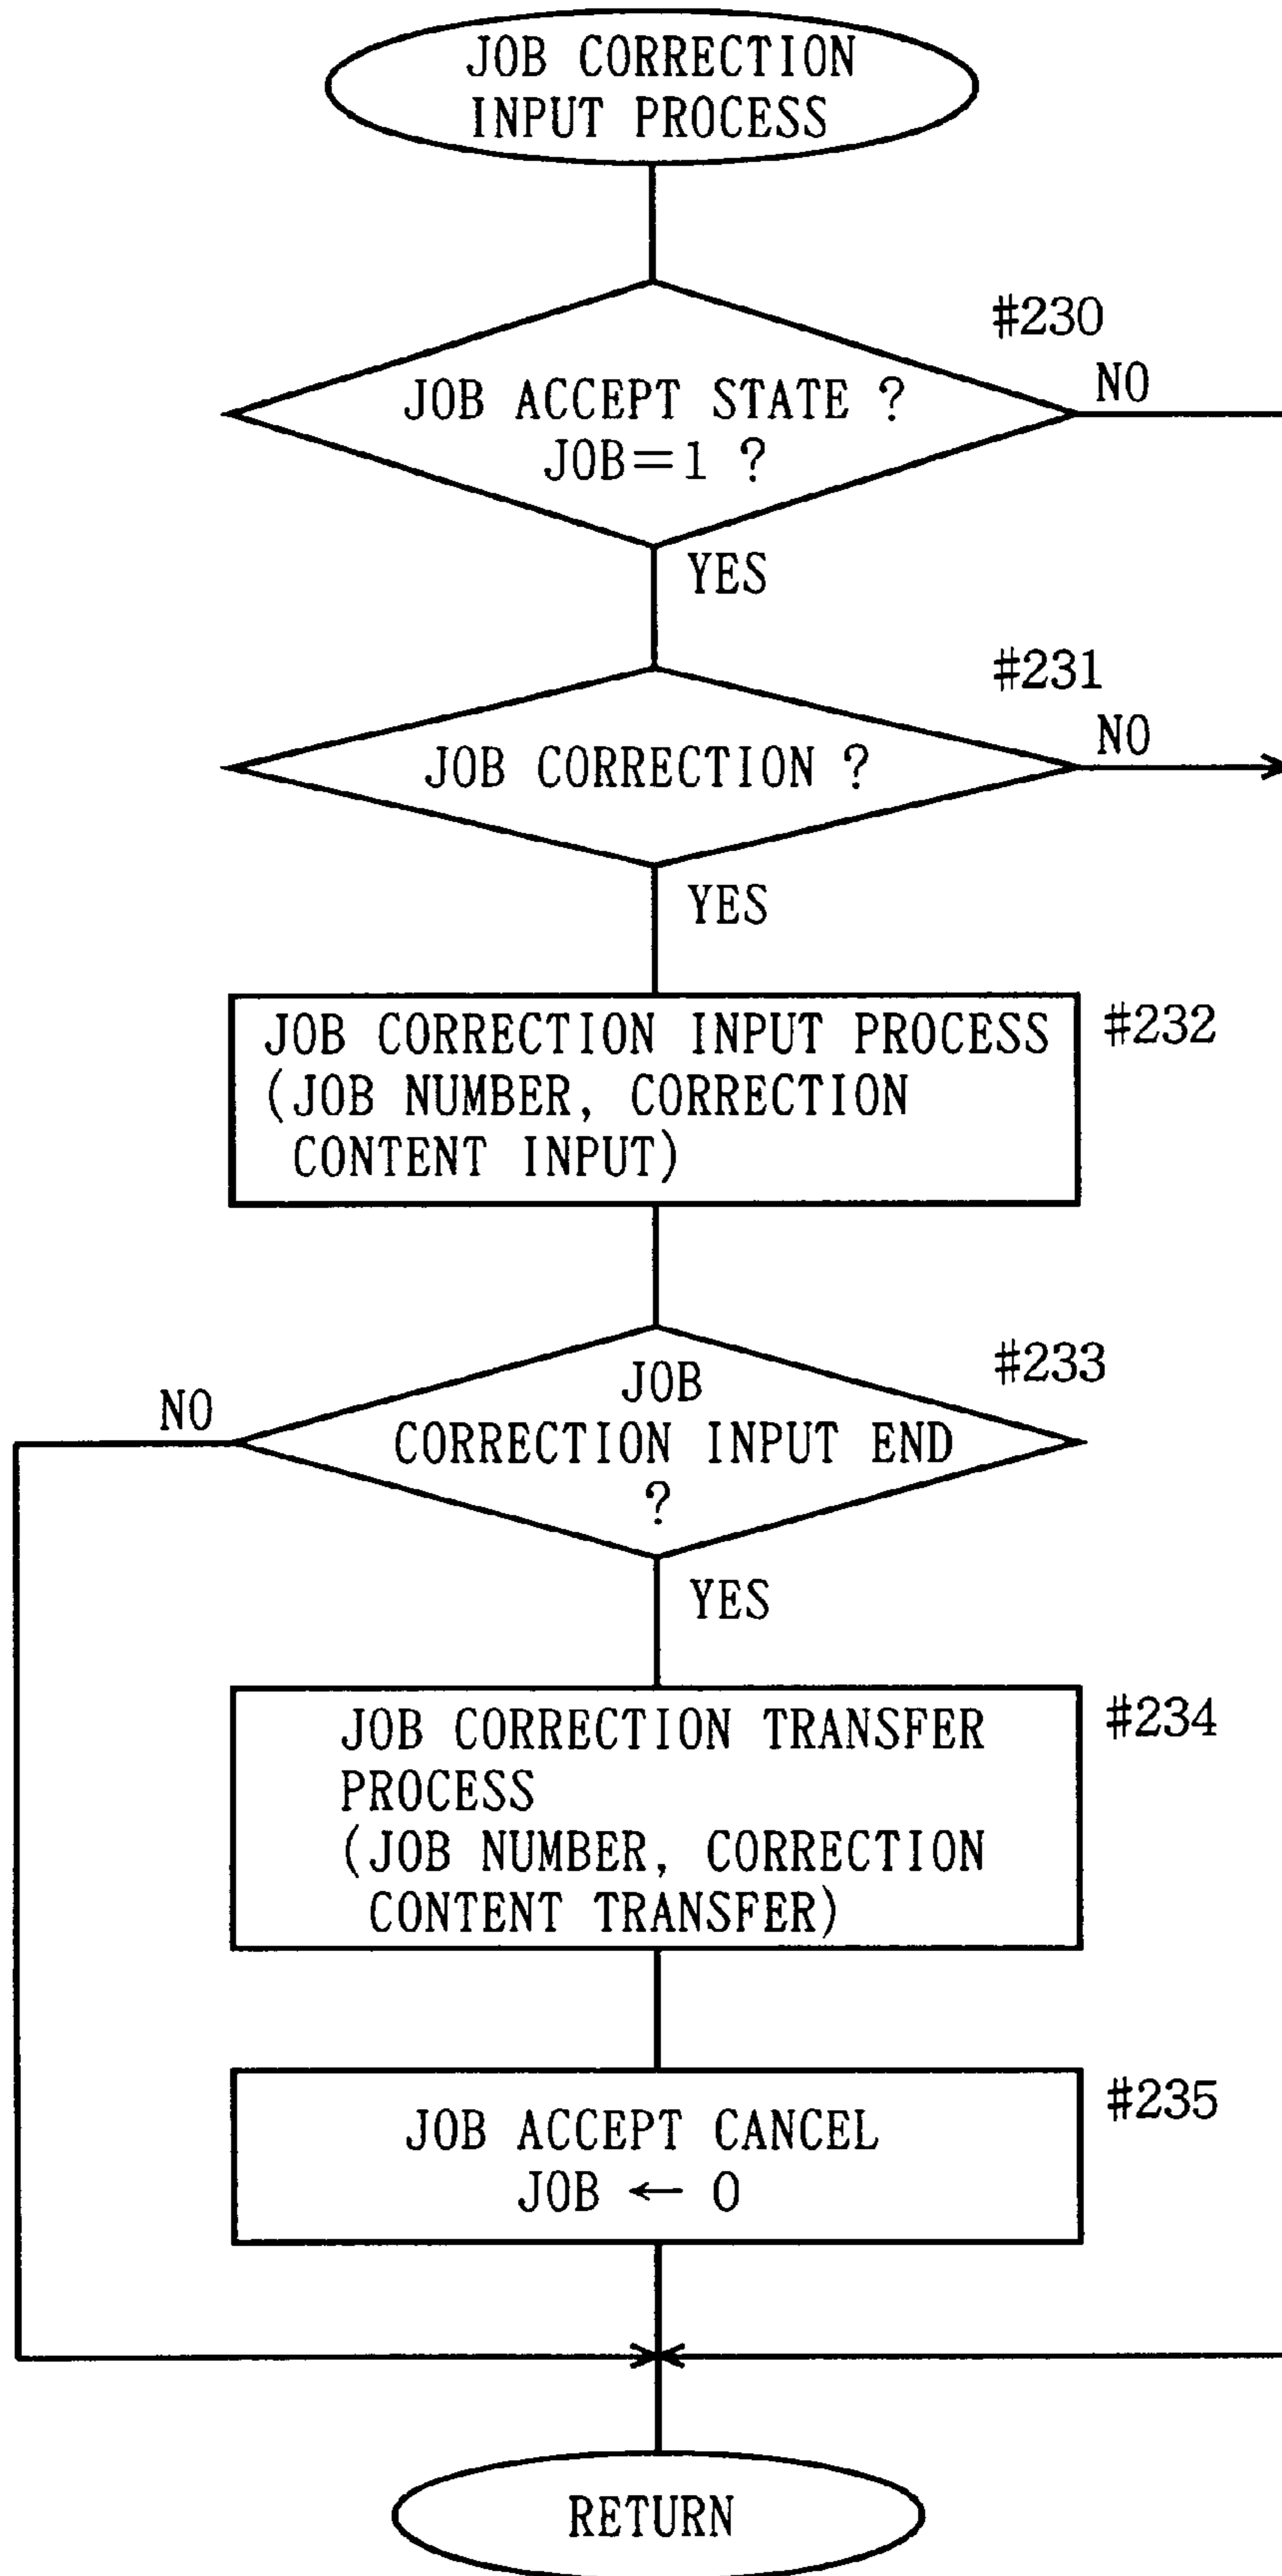 JOB CORRECTION
INPUT PROCESS
#230
JOB ACCEPT STATE ?
JOB=1 ?
NO
YES
#231
JOB CORRECTION ?
NO
YES
#232
JOB CORRECTION INPUT PROCESS
(JOB NUMBER, CORRECTION
CONTENT INPUT)
#233
JOB
CORRECTION INPUT END
?
NO
YES
#234
JOB CORRECTION TRANSFER
PROCESS
(JOB NUMBER, CORRECTION
CONTENT TRANSFER)
#235
JOB ACCEPT CANCEL
JOB ← 0
RETURN